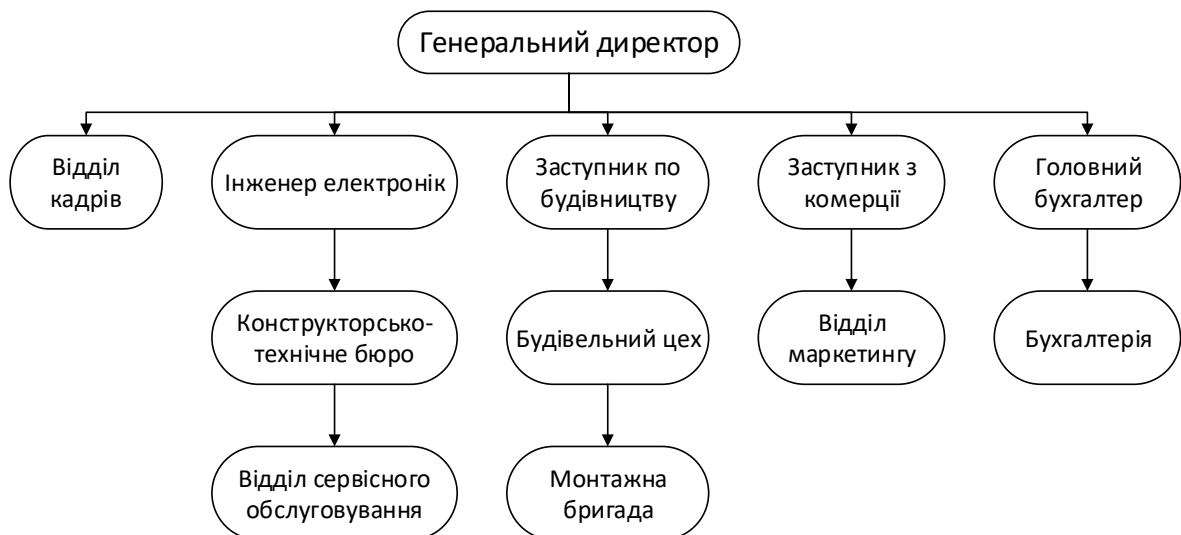 Генеральний директор
Відділ
кадрів
Інженер електронік
Заступник по
будівництву
Заступник з
комерції
Головний
бухгалтер
Конструкторсько-
технічне бюро
Будівельний цех
Відділ
маркетингу
Бухгалтерія
Відділ сервісного
обслуговування
Монтажна
бригада